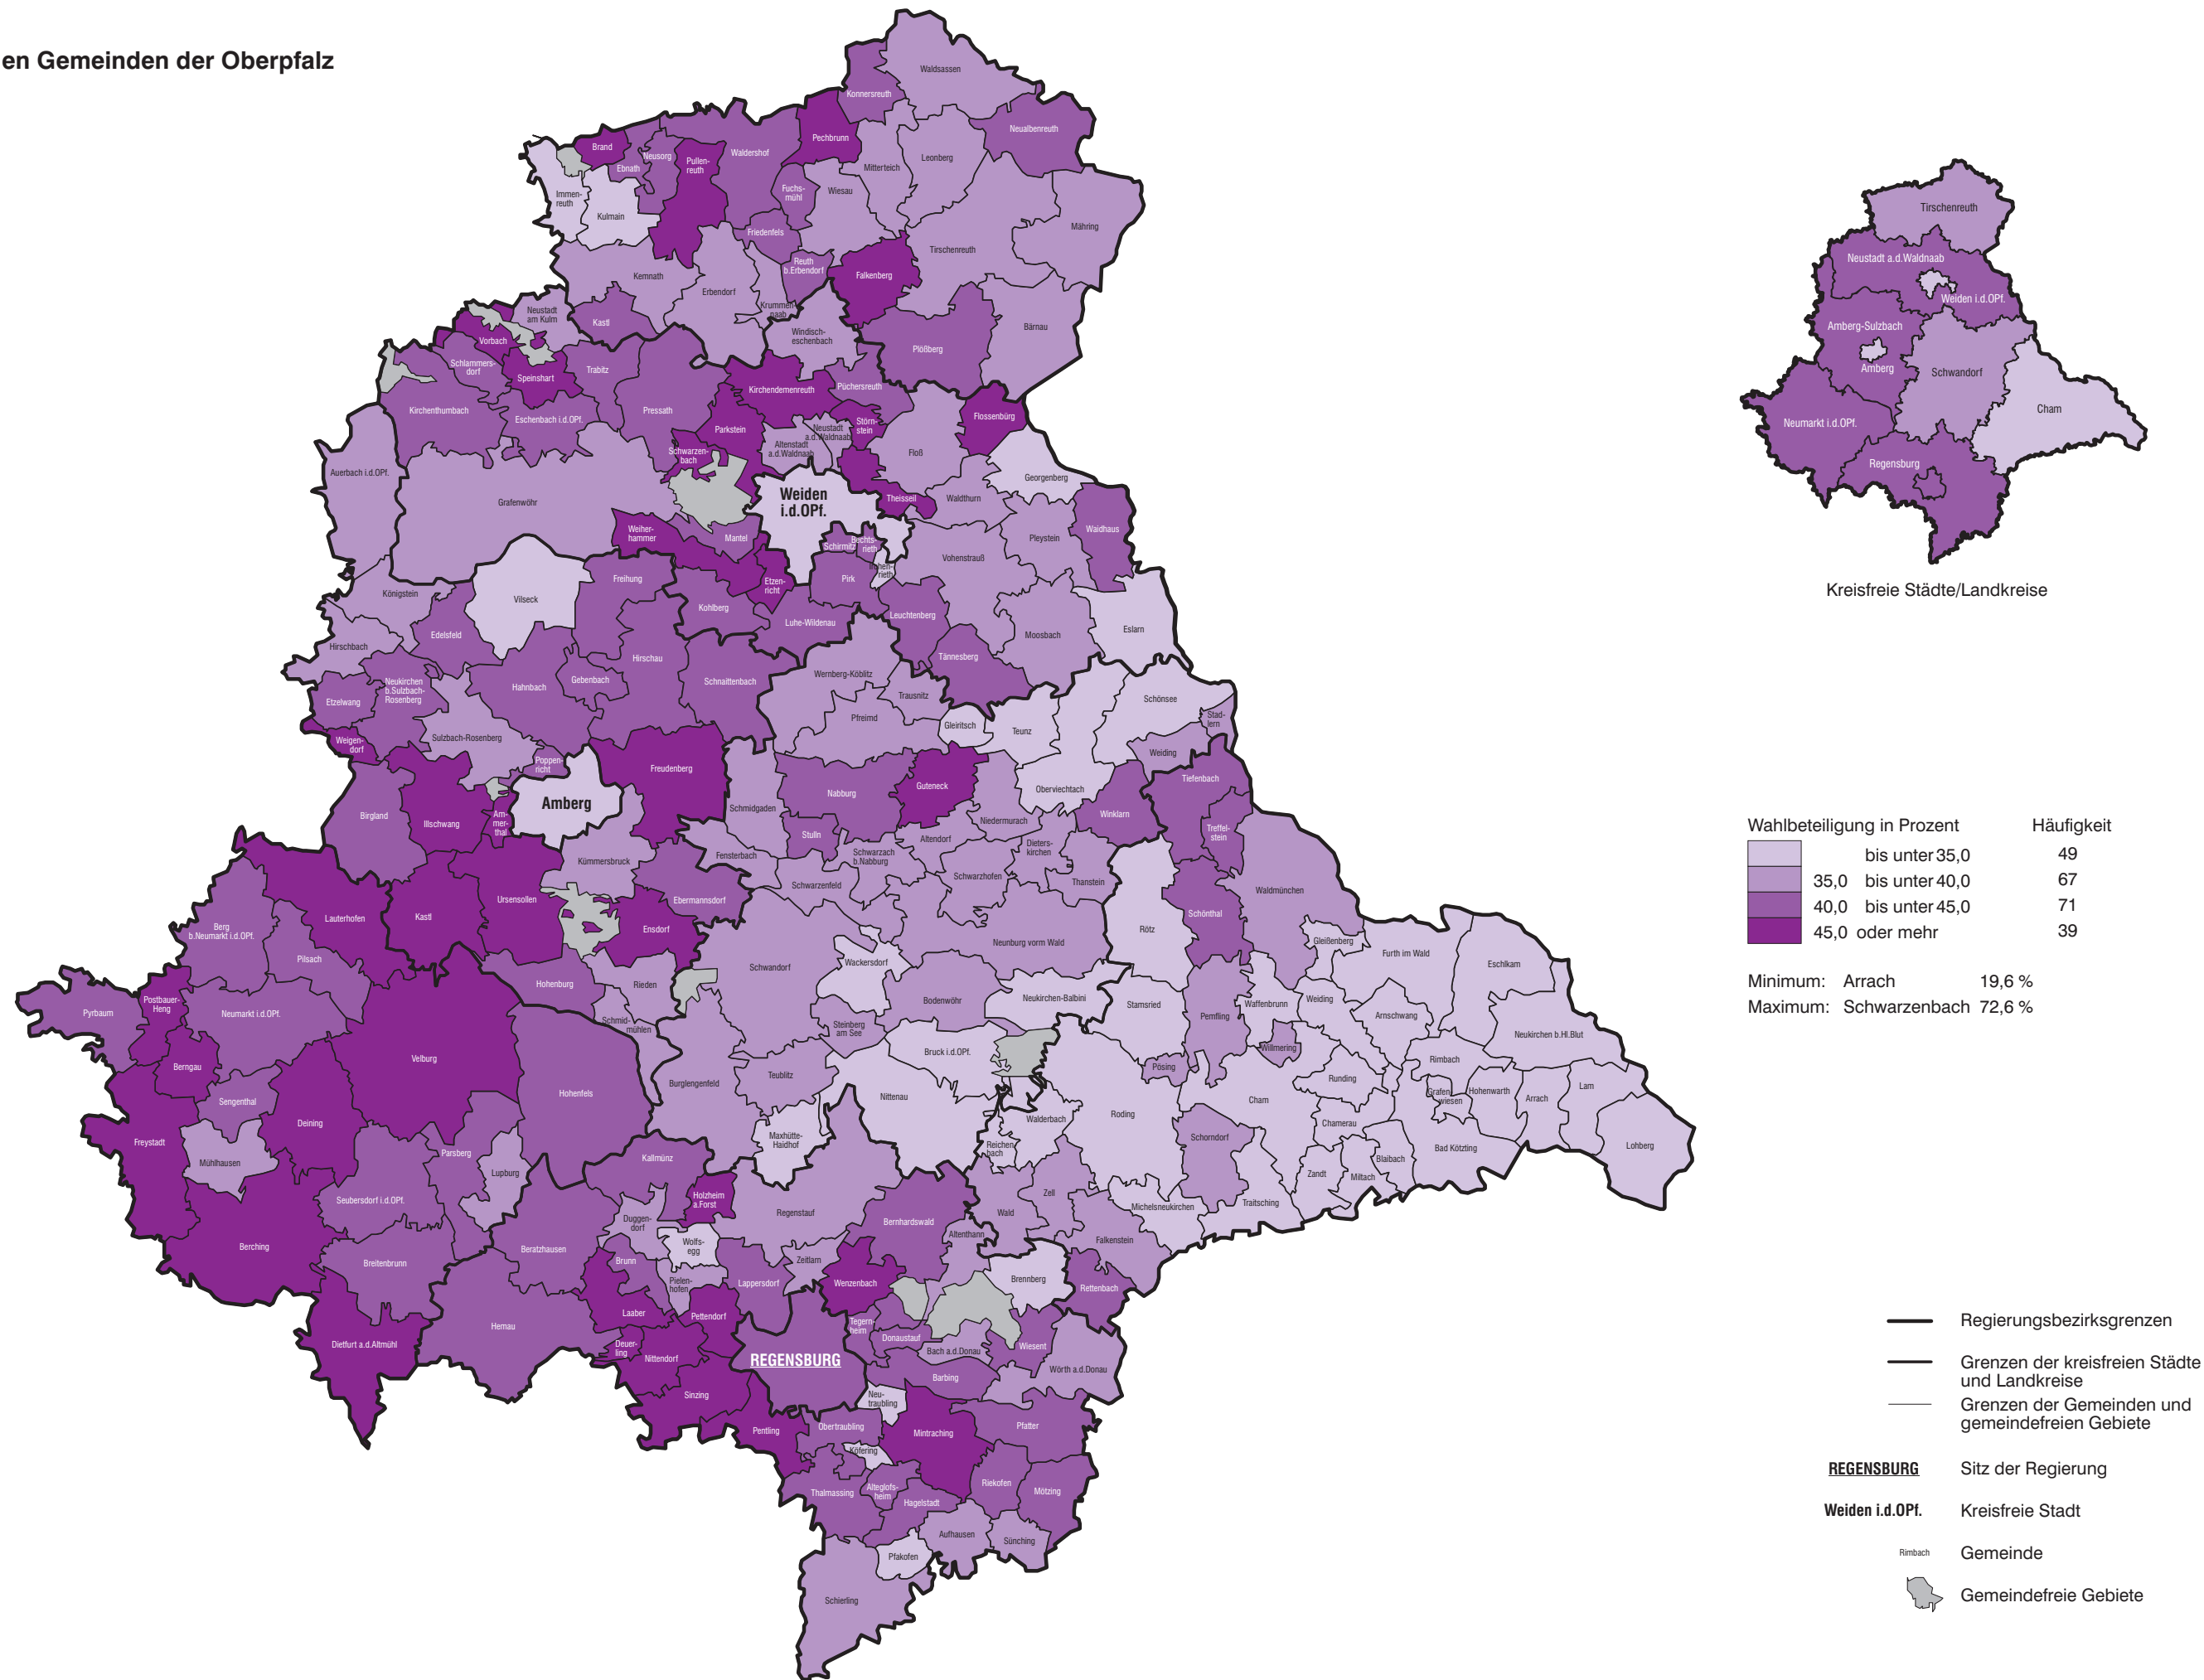 en Gemeinden der Oberpfalz
Waldsassen
Konnersreuth
Neualbenreuth
Pechbrunn
Brand
Neusorg
Waldershof
Pullen-
reuth
Ebnath
Mitterteich
Leonberg
Immen-
reuth
Kulmain
Fuchs-
mühl
Wiesau
Mähring
Friedenfels
Tirschenreuth
Reuth
b.Erbendorf
Falkenberg
Kemnath
Erbendorf
Krummen-
naab
Bärnau
Neustadt
am Kulm
Kastl
Windisch-
eschenbach
Plößberg
Vorbach
Schlammers-
dorf
Speinshart
Trabitz
Kirchendemenreuth
Püchersreuth
Kirchenthumbach
Eschenbach i.d.OPf.
Pressath
Parkstein
Störn-
stein
Flossenbürg
Neustadt
a.d.Waldnaab
Altenstadt
a.d.Waldnaab
Floß
Schwarzen-
bach
Auerbach i.d.OPf.
Georgenberg
Grafenwöhr
Weiden
i.d.OPf.
Theisseil
Waldthurn
Weiher-
hammer
Mantel
Schirmitz
Bechts-
rieth
Pleystein
Waidhaus
Vohenstrauß
Irchen-
rieth
Pirk
Etzen-
richt
Freihung
Königstein
Vilseck
Kohlberg
Luhe-Wildenau
Leuchtenberg
Moosbach
Eslarn
Edelsfeld
Hirschbach
Hirschau
Tännesberg
Neukirchen
b.Sulzbach-
Rosenberg
Hahnbach
Gebenbach
Schnaittenbach
Wernberg-Köblitz
Trausnitz
Etzelwang
Schönsee
Pfreimd
Gleiritsch
Teunz
Stad-
lern
Weigen-
dorf
Sulzbach-Rosenberg
Weiding
Poppen-
richt
Freudenberg
Tiefenbach
Guteneck
Oberviechtach
Nabburg
Amberg
Schmidgaden
Birgland
Illschwang
Am-
mer-
thal
Winklarn
Niedermurach
Treffel-
stein
Stulln
Altendorf
Dieters-
kirchen
Kümmersbruck
Fensterbach
Schwarzach
b.Nabburg
Schwarzenfeld
Schwarzhofen
Thanstein
Waldmünchen
Ursensollen
Ebermannsdorf
Kastl
Lauterhofen
Schönthal
Berg
b.Neumarkt i.d.OPf.
Ensdorf
Rötz
Neunburg vorm Wald
Gleißenberg
Furth im Wald
Pilsach
Schwandorf
Wackersdorf
Eschlkam
Hohenburg
Rieden
Postbauer-
Heng
Neumarkt i.d.OPf.
Pyrbaum
Bodenwöhr
Neukirchen-Balbini
Stamsried
Waffenbrunn
Weiding
Pemfling
Arnschwang
Schmid-
mühlen
Steinberg
am See
Neukirchen b.Hl.Blut
Velburg
Bruck i.d.OPf.
Willmering
Rimbach
Berngau
Pösing
Teublitz
Burglengenfeld
Runding
Lam
Hohenfels
Nittenau
Grafen-
wiesen
Hohenwarth
Arrach
Sengenthal
Cham
Deining
Roding
Walderbach
Chamerau
Freystadt
Maxhütte-
Haidhof
Schorndorf
Reichen-
bach
Lohberg
Bad Kötzting
Parsberg
Kallmünz
Blaibach
Mühlhausen
Lupburg
Zandt
Miltach
Seubersdorf i.d.OPf.
Holzheim
a.Forst
Zell
Traitsching
Michelsneukirchen
Wald
Regenstauf
Duggen-
dorf
Bernhardswald
Altenthann
Falkenstein
Berching
Beratzhausen
Wolfs-
egg
Breitenbrunn
Brunn
Zeitlarn
Pielen-
hofen
Lappersdorf
Wenzenbach
Brennberg
Rettenbach
Laaber
Pettendorf
Hemau
Tegern-
heim
Donaustauf
Wiesent
Dietfurt a.d.Altmühl
Deuer-
ling
Nittendorf
REGENSBURG
Bach a.d.Donau
Wörth a.d.Donau
Barbing
Sinzing
Neu-
traubling
Pentling
Obertraubling
Mintraching
Pfatter
Köfering
Riekofen
Thalmassing
Alteglofs-
heim
Mötzing
Hagelstadt
Aufhausen
Sünching
Pfakofen
Schierling
Tirschenreuth
Neustadt a.d.Waldnaab
Weiden i.d.OPf.
Amberg-Sulzbach
Amberg
Schwandorf
Cham
Neumarkt i.d.OPf.
Regensburg
Kreisfreie Städte/Landkreise
Wahlbeteiligung in Prozent Häufigkeit
bis unter 35,0 49
35,0 bis unter 40,0 67
40,0 bis unter 45,0 71
45,0 oder mehr 39
Minimum: Arrach 19,6 %
Maximum: Schwarzenbach 72,6 %
Regierungsbezirksgrenzen
Grenzen der kreisfreien Städte
und Landkreise
Grenzen der Gemeinden und
gemeindefreien Gebiete
REGENSBURG Sitz der Regierung
Weiden i.d.OPf. Kreisfreie Stadt
Rimbach Gemeinde
Gemeindefreie Gebiete